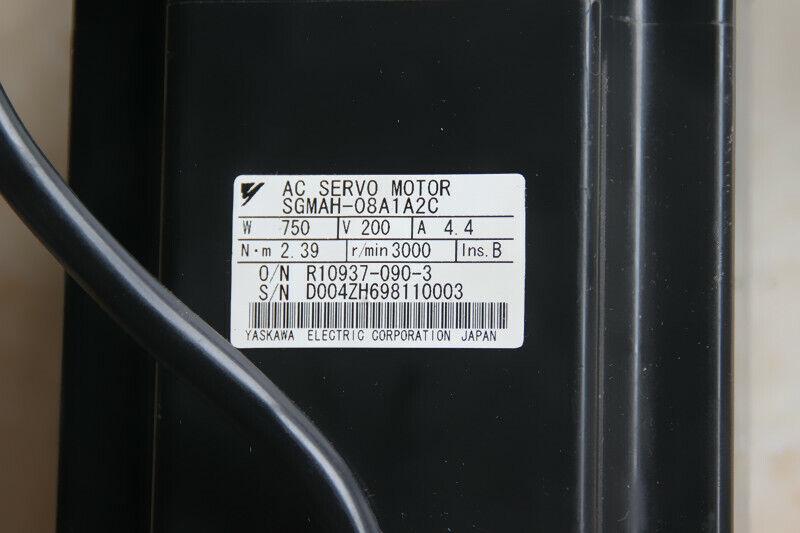 AC SERVO MOTOR
SGMAH-08A1A2C
W 750 V 200 A 4.4
N·m 2.39 r/min 3000 Ins. B
O/N R10937-090-3
S/N D004ZH698110003
YASKAWA ELECTRIC CORPORATION JAPAN